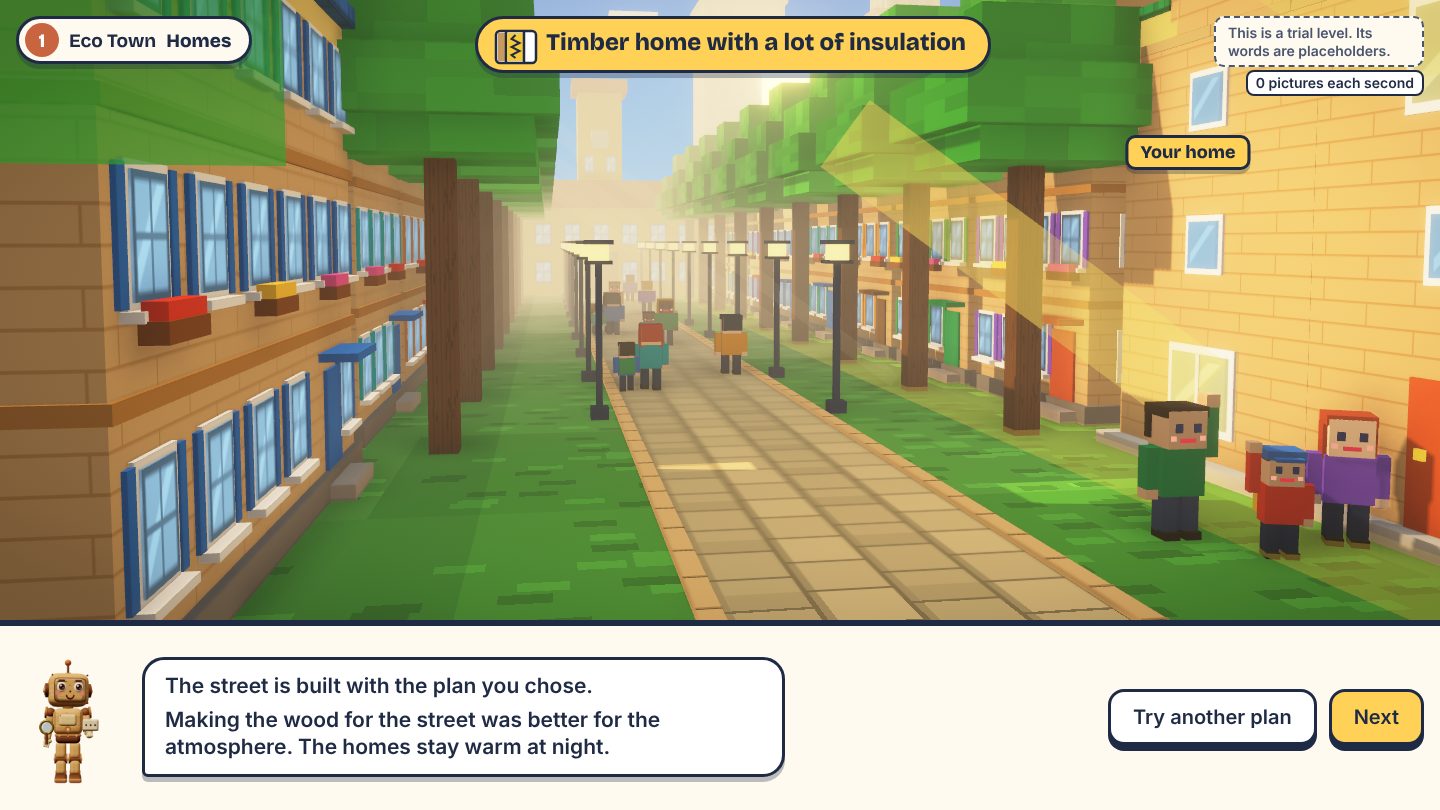 1 Eco Town Homes
Timber home with a lot of insulation
This is a trial level. Its
words are placeholders.
0 pictures each second
Your home
The street is built with the plan you chose.
Making the wood for the street was better for the
atmosphere. The homes stay warm at night.
Try another plan
Next